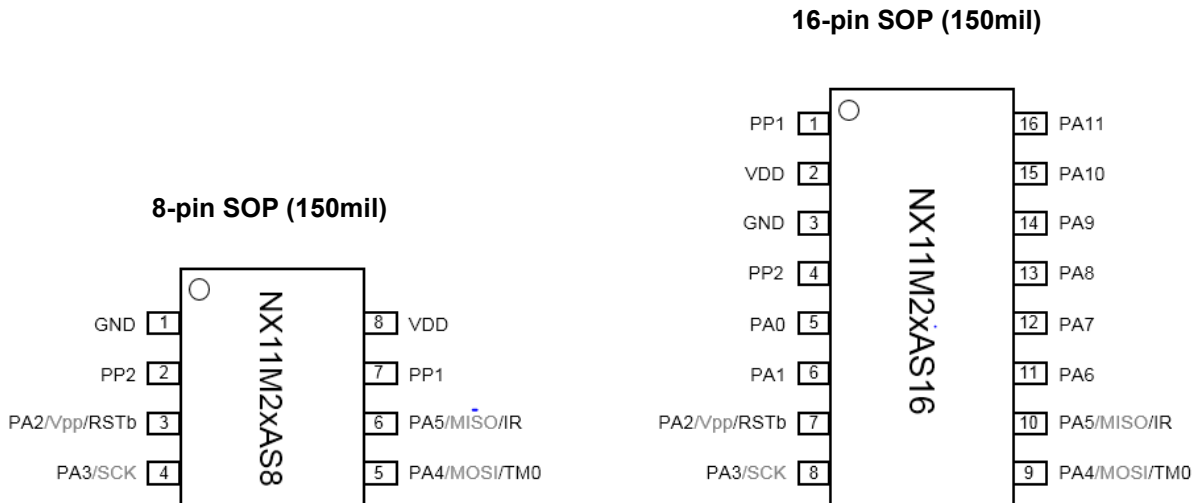 16-pin SOP (150mil)
PP1 1 16 PA11
VDD 2 15 PA10
GND 3 14 PA9
PP2 4 13 PA8
PA0 5 12 PA7
PA1 6 11 PA6
PA2/Vpp/RSTb 7 10 PA5/MISO/IR
PA3/SCK 8 9 PA4/MOSI/TM0
NX11M2xAS16
8-pin SOP (150mil)
GND 1 8 VDD
PP2 2 7 PP1
PA2/Vpp/RSTb 3 6 PA5/MISO/IR
PA3/SCK 4 5 PA4/MOSI/TM0
NX11M2xAS8